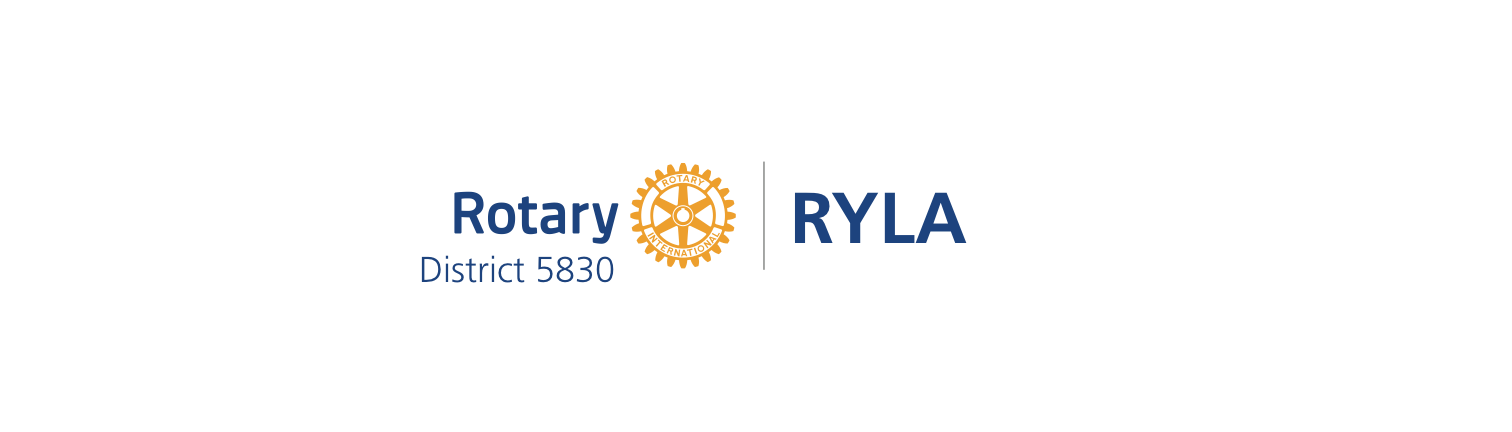 Rotary
District 5830
ROTARY
INTERNATIONAL
RYLA